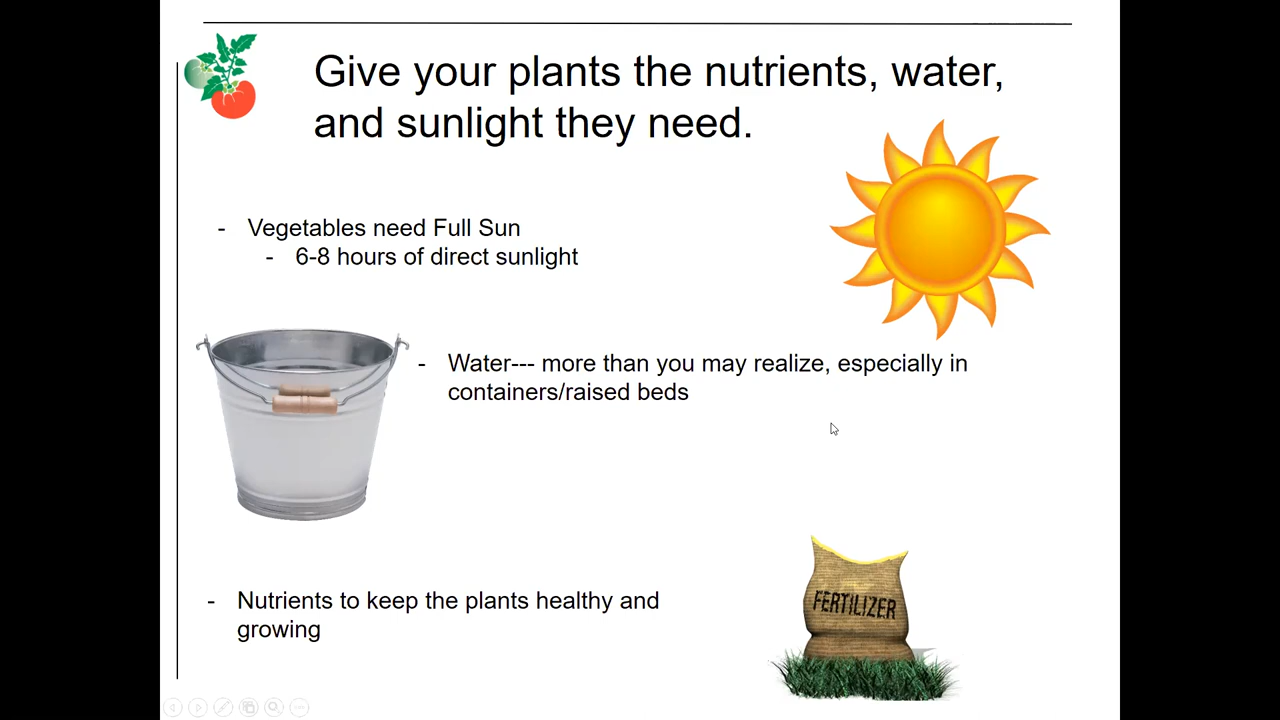 Give your plants the nutrients, water,
and sunlight they need.
- Vegetables need Full Sun
- 6-8 hours of direct sunlight
- Water--- more than you may realize, especially in
containers/raised beds
- Nutrients to keep the plants healthy and
growing
FERTILIZER